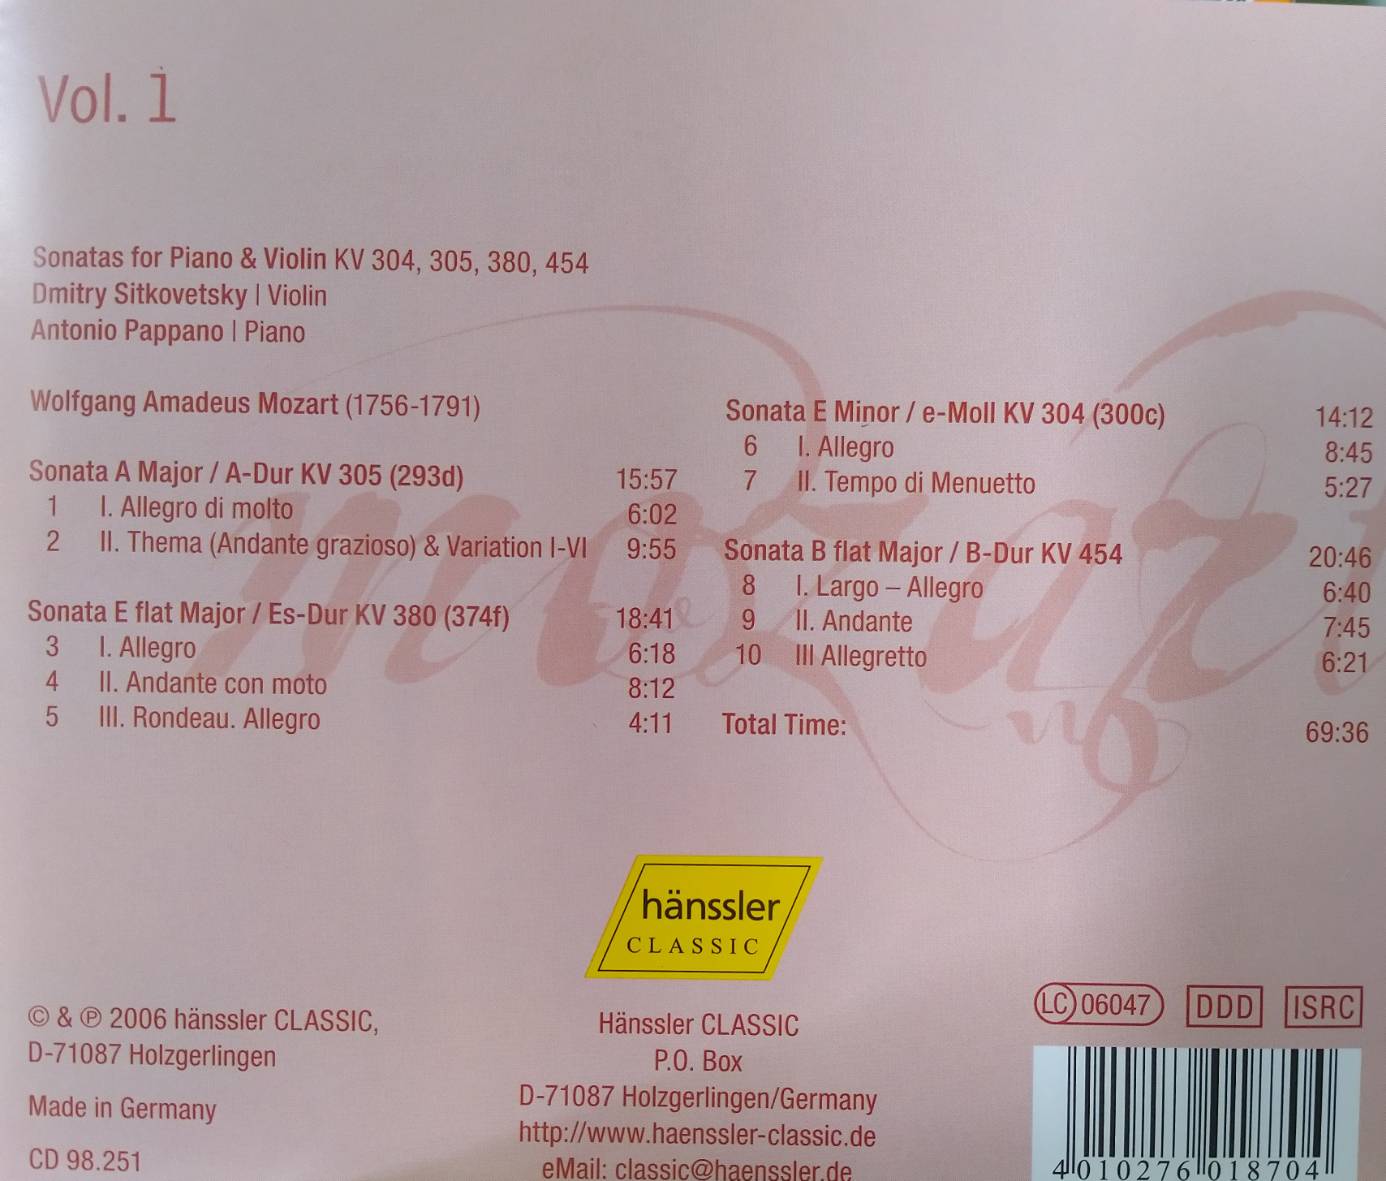 Vol. 1
Sonatas for Piano & Violin KV 304, 305, 380, 454
Dmitry Sitkovetsky | Violin
Antonio Pappano | Piano
Wolfgang Amadeus Mozart (1756-1791)
Sonata A Major / A-Dur KV 305 (293d) 15:57
1 I. Allegro di molto 6:02
2 II. Thema (Andante grazioso) & Variation I-VI 9:55
Sonata E flat Major / Es-Dur KV 380 (374f) 18:41
3 I. Allegro 6:18
4 II. Andante con moto 8:12
5 III. Rondeau. Allegro 4:11
Sonata E Minor / e-Moll KV 304 (300c) 14:12
6 I. Allegro 8:45
7 II. Tempo di Menuetto 5:27
Sonata B flat Major / B-Dur KV 454 20:46
8 I. Largo – Allegro 6:40
9 II. Andante 7:45
10 III Allegretto 6:21
Total Time: 69:36
mozart
hänssler
CLASSIC
© & ℗ 2006 hänssler CLASSIC,
D-71087 Holzgerlingen
Made in Germany
CD 98.251
Hänssler CLASSIC
P.O. Box
D-71087 Holzgerlingen/Germany
http://www.haenssler-classic.de
eMail: classic@haenssler.de
LC 06047 DDD ISRC
4 010276 018704